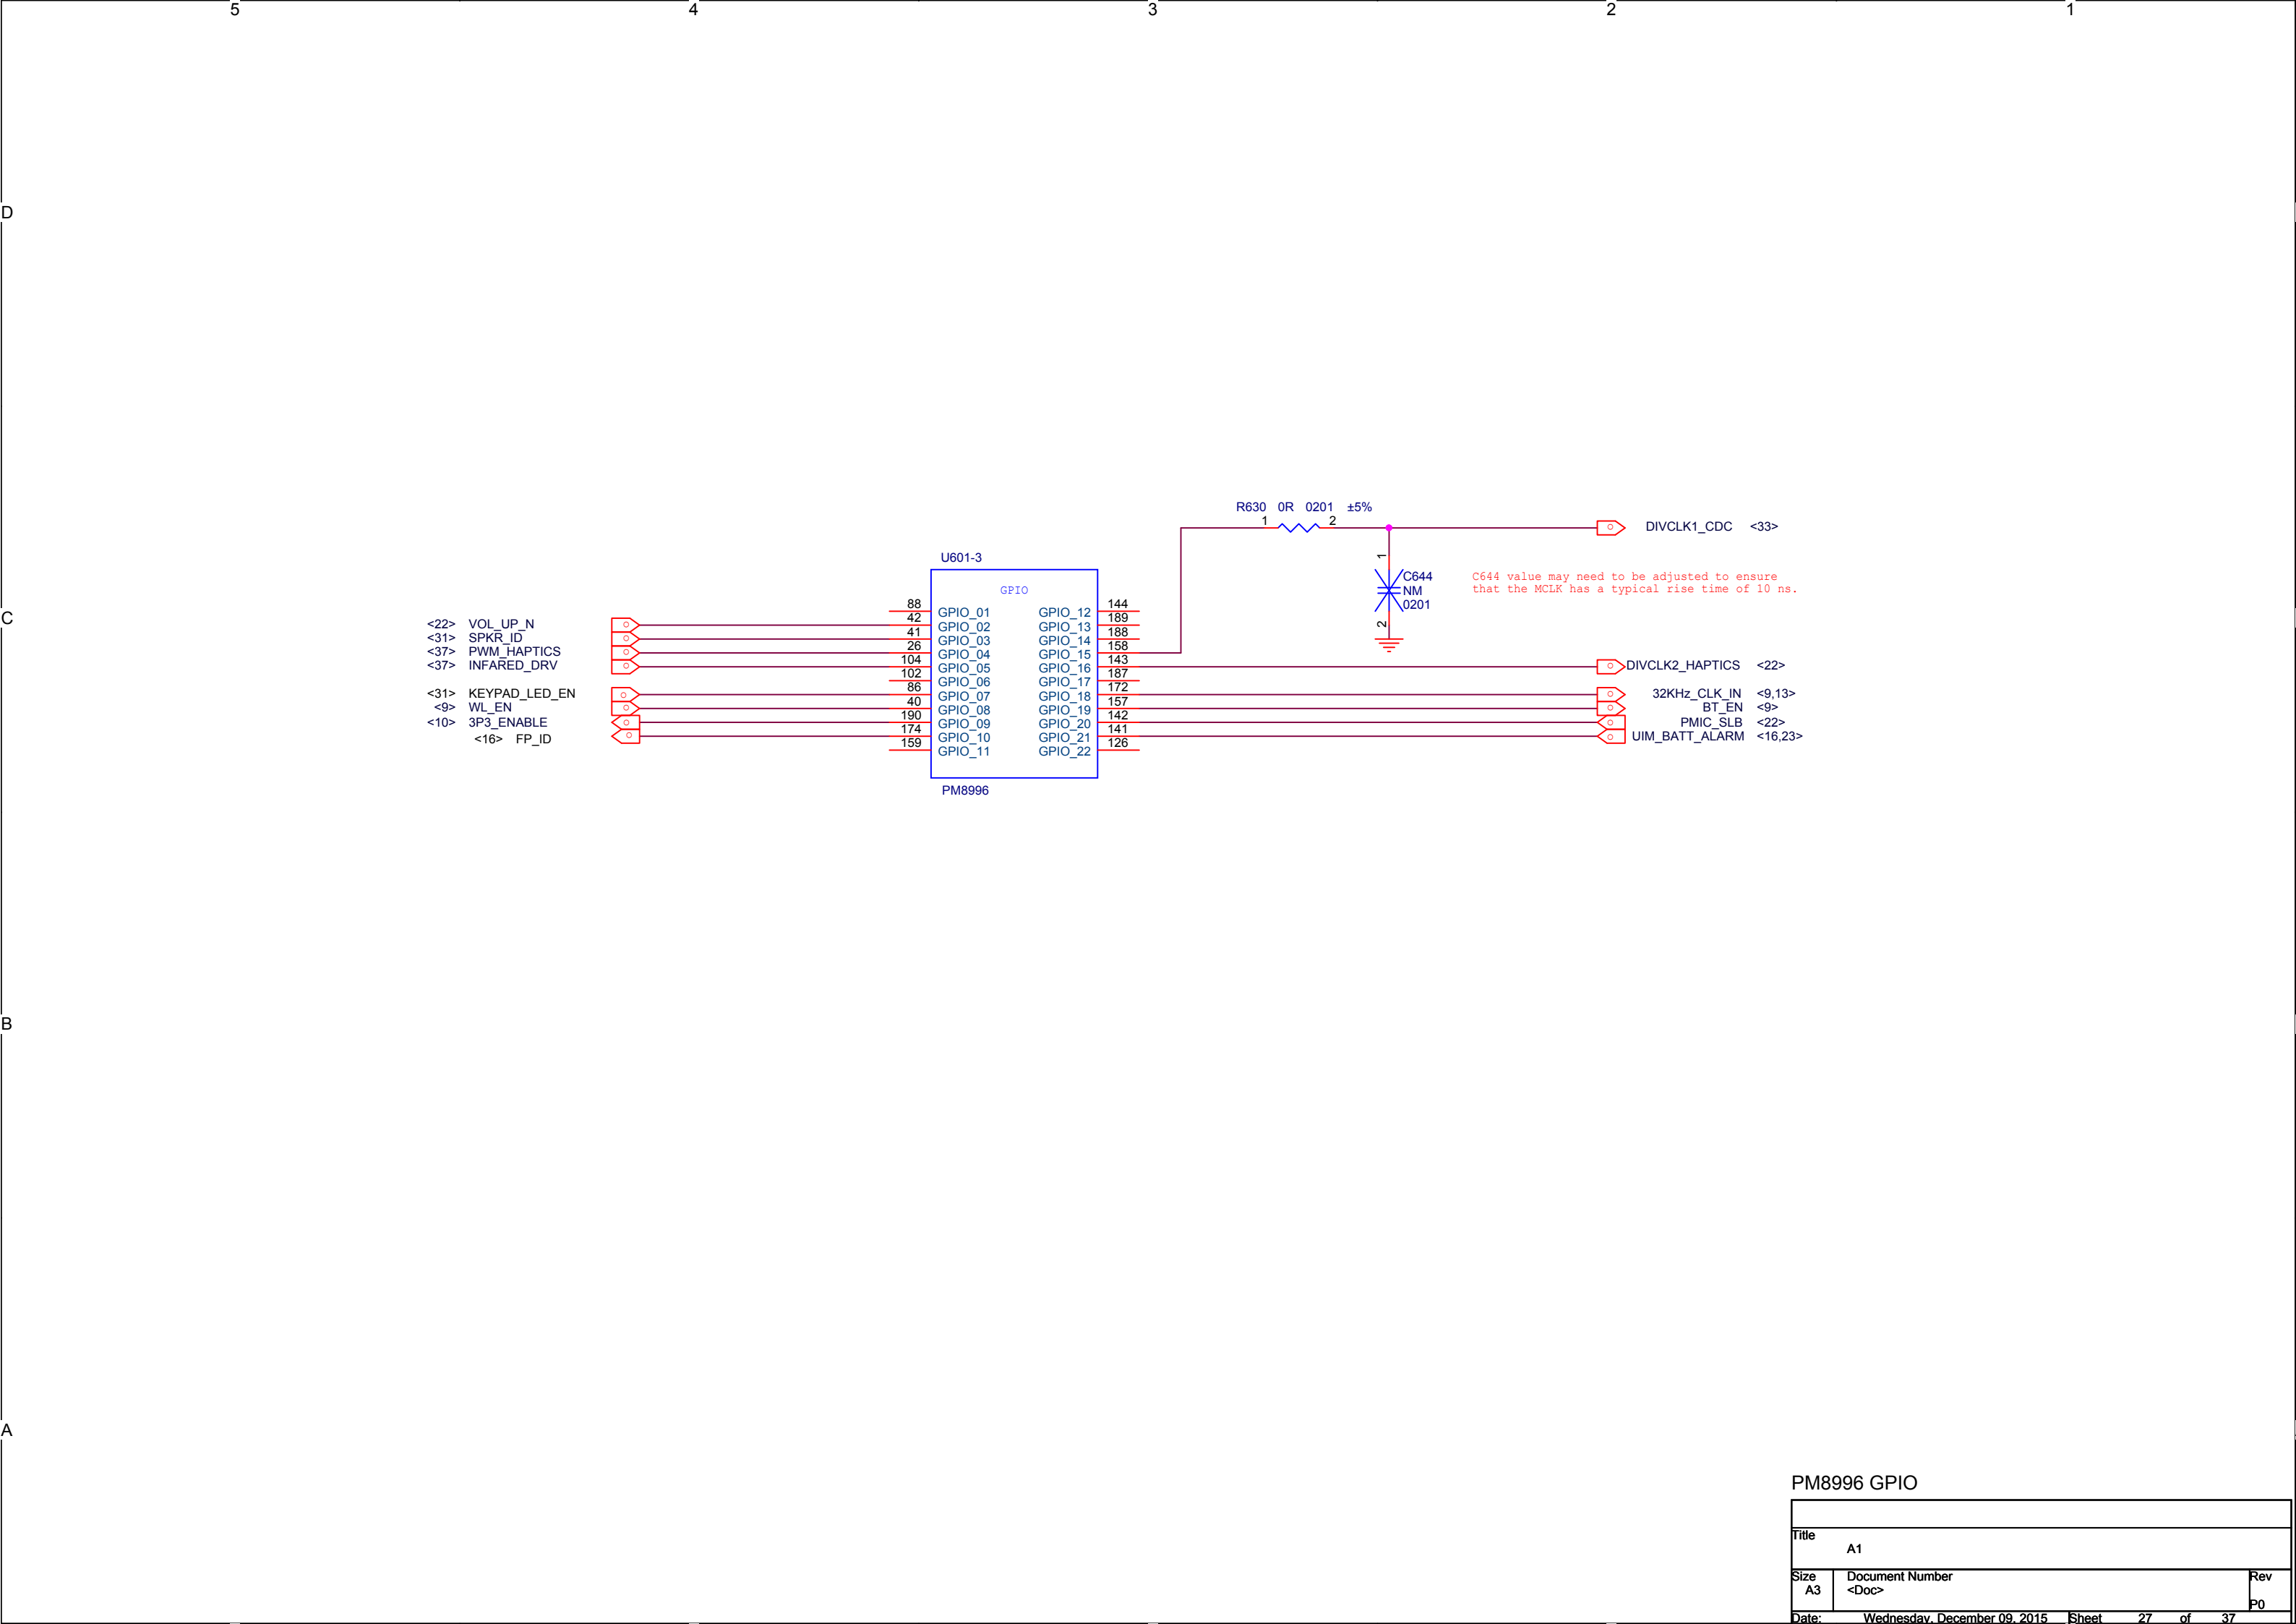 5 4 3 2 1
D
C
B
A
R630 0R 0201 ±5%
1 2
DIVCLK1_CDC <33>
U601-3
GPIO
1
C644
NM
0201
2
C644 value may need to be adjusted to ensure
that the MCLK has a typical rise time of 10 ns.
88 GPIO_01 GPIO_12 144
<22> VOL_UP_N 42 GPIO_02 GPIO_13 189
<31> SPKR_ID 41 GPIO_03 GPIO_14 188
<37> PWM_HAPTICS 26 GPIO_04 GPIO_15 158
<37> INFARED_DRV 104 GPIO_05 GPIO_16 143 DIVCLK2_HAPTICS <22>
102 GPIO_06 GPIO_17 187
<31> KEYPAD_LED_EN 86 GPIO_07 GPIO_18 172 32KHz_CLK_IN <9,13>
<9> WL_EN 40 GPIO_08 GPIO_19 157 BT_EN <9>
<10> 3P3_ENABLE 190 GPIO_09 GPIO_20 142 PMIC_SLB <22>
<16> FP_ID 174 GPIO_10 GPIO_21 141 UIM_BATT_ALARM <16,23>
159 GPIO_11 GPIO_22 126
PM8996
PM8996 GPIO
Title
A1
Size Document Number Rev
A3 <Doc>
P0
Date: Wednesday, December 09, 2015 Sheet 27 of 37